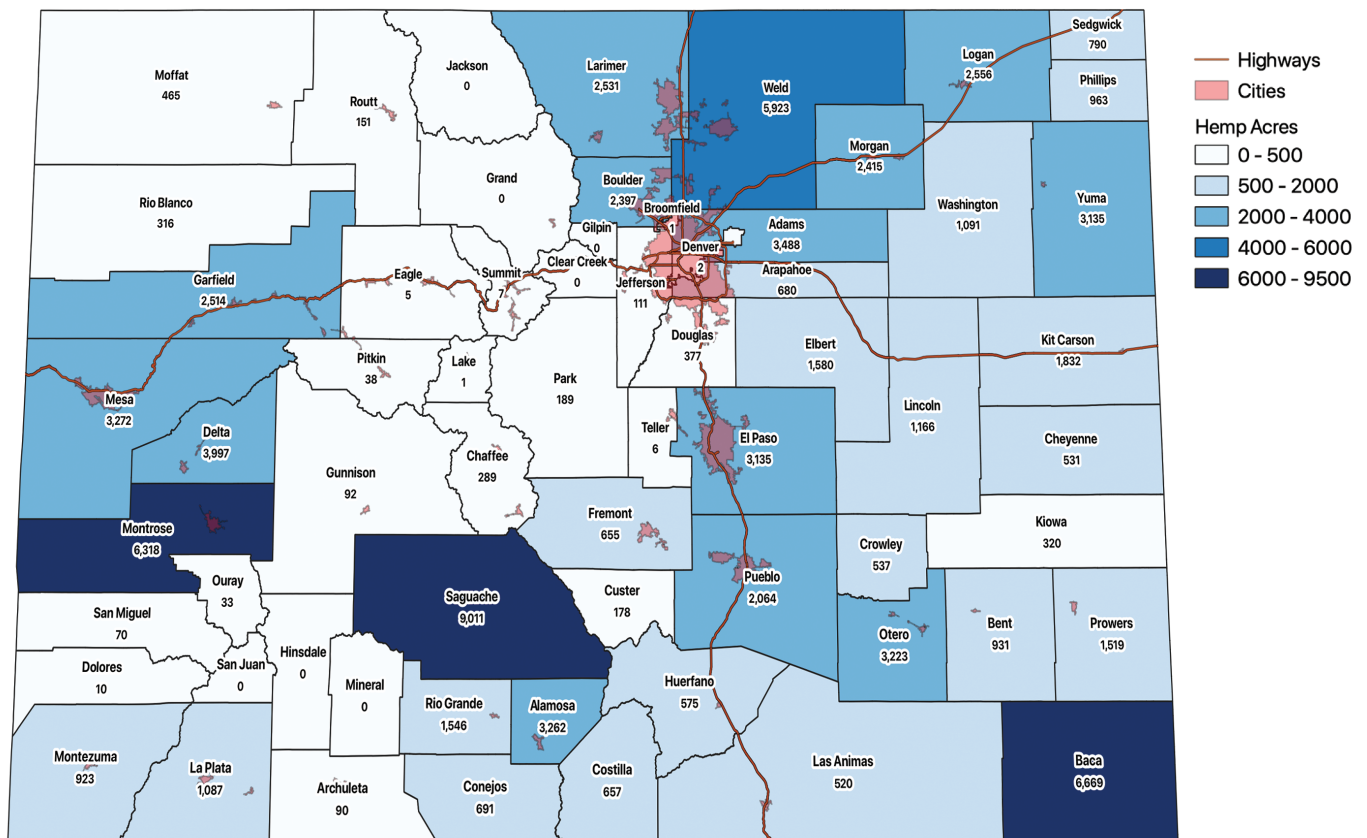 Moffat
465
Routt
151
Jackson
0
Larimer
2,531
Weld
5,923
Logan
2,556
Sedgwick
790
Phillips
963
Morgan
2,415
Rio Blanco
316
Grand
0
Boulder
2,397
Broomfield
1
Washington
1,091
Yuma
3,135
Gilpin
0
Adams
3,488
Denver
2
Clear Creek
0
Arapahoe
680
Garfield
2,514
Eagle
5
Summit
7
Jefferson
111
Douglas
377
Elbert
1,580
Kit Carson
1,832
Pitkin
38
Lake
1
Park
189
Mesa
3,272
Lincoln
1,166
Delta
3,997
Teller
6
El Paso
3,135
Cheyenne
531
Chaffee
289
Gunnison
92
Montrose
6,318
Fremont
655
Kiowa
320
Crowley
537
Ouray
33
Pueblo
2,064
Saguache
9,011
Custer
178
San Miguel
70
Otero
3,223
Bent
931
Prowers
1,519
Dolores
10
San Juan
0
Hinsdale
0
Mineral
0
Rio Grande
1,546
Alamosa
3,262
Huerfano
575
Montezuma
923
La Plata
1,087
Archuleta
90
Conejos
691
Costilla
657
Las Animas
520
Baca
6,669
Highways
Cities
Hemp Acres
0 - 500
500 - 2000
2000 - 4000
4000 - 6000
6000 - 9500